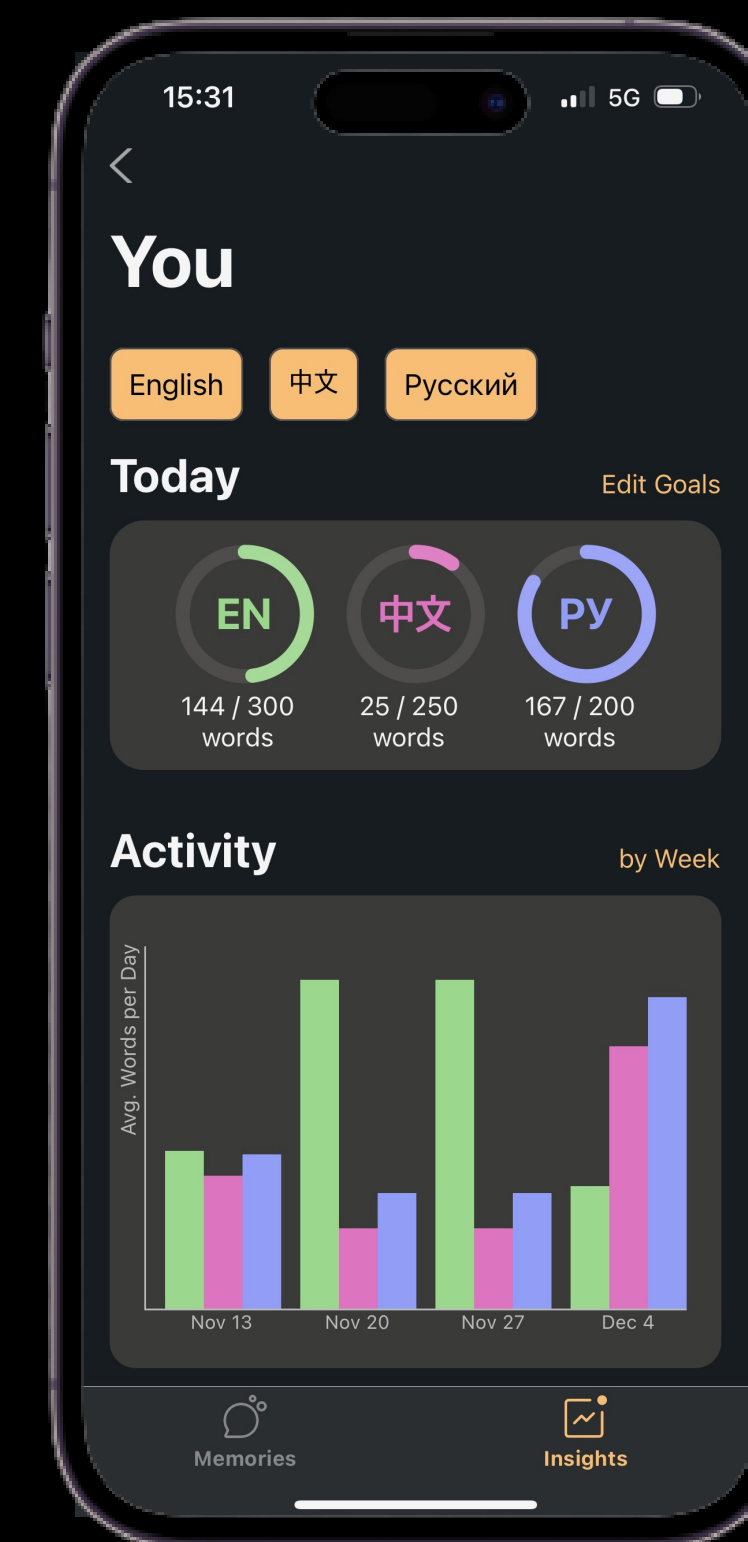 15:31 5G
You
English 中文 Русский
Today Edit Goals
EN 中文 РУ
144 / 300 25 / 250 167 / 200
words words words
Activity by Week
Avg. Words per Day
Nov 13 Nov 20 Nov 27 Dec 4
Memories Insights